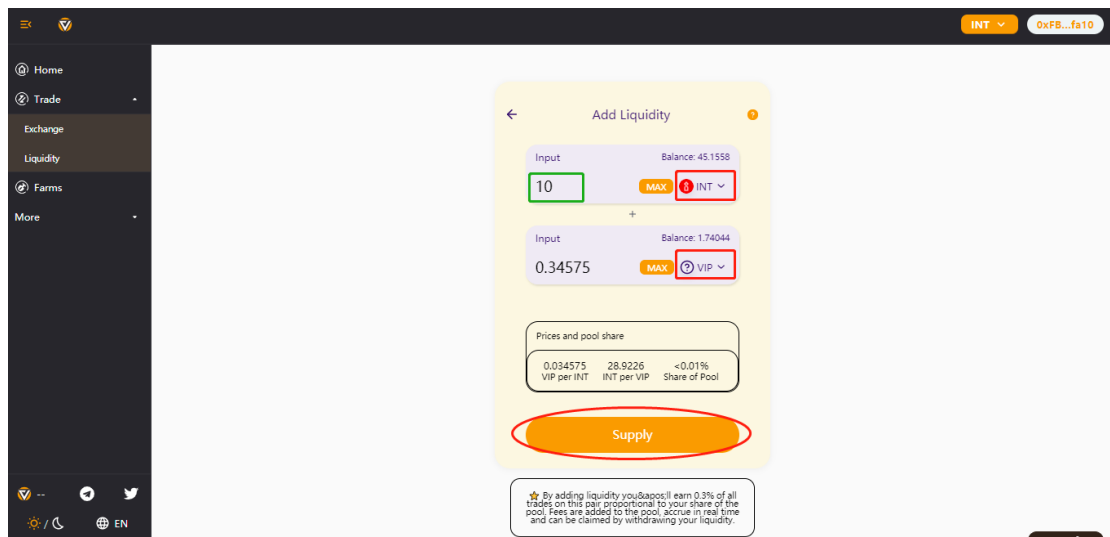 INT
0xFB...fa10
Home
Trade
Exchange
Liquidity
Farms
More
--
/
EN
Add Liquidity
?
Input
Balance: 45.1558
10
MAX
INT
+
Input
Balance: 1.74044
0.34575
MAX
? VIP
Prices and pool share
0.034575 28.9226 <0.01%
VIP per INT INT per VIP Share of Pool
Supply
By adding liquidity you&apos;ll earn 0.3% of all
trades on this pair proportional to your share of the
pool. Fees are added to the pool, accrue in real time
and can be claimed by withdrawing your liquidity.